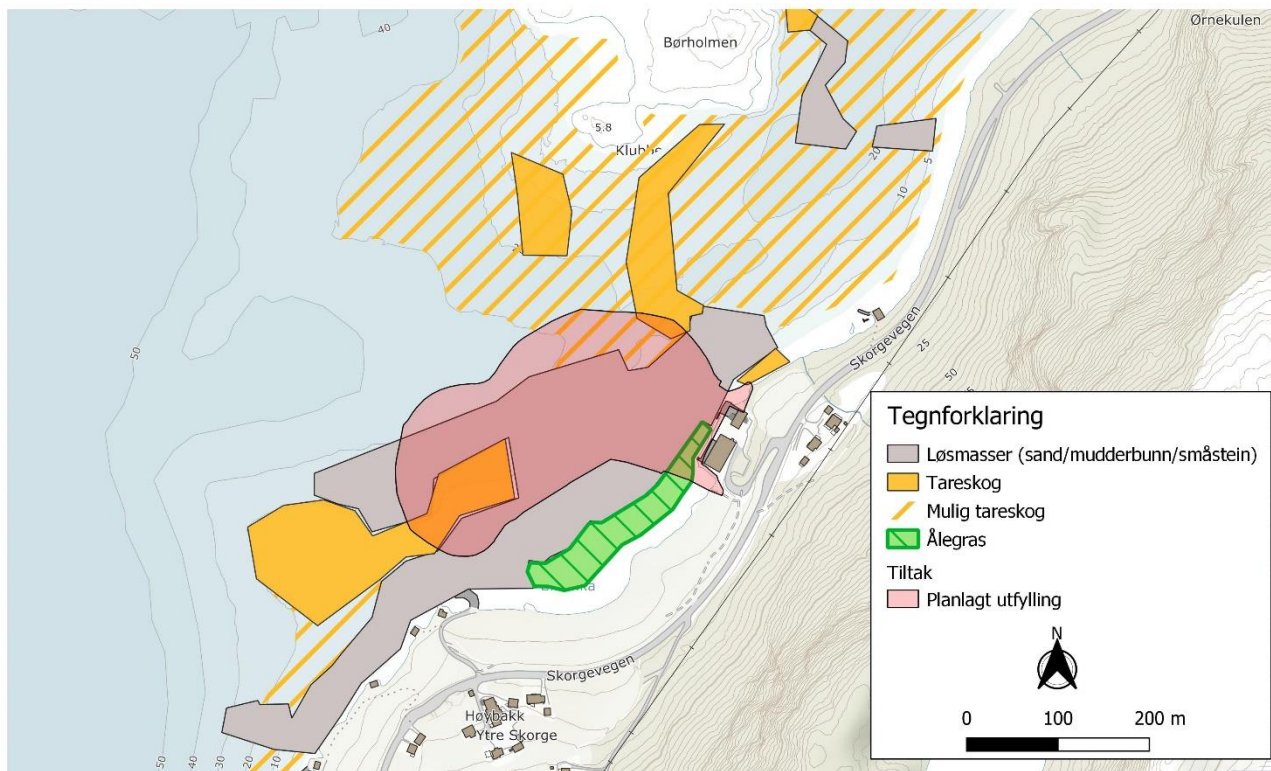 40
Børholmen
Ørnekulen
5.8
20
5
10
50
Skorgevegen
25
50
Skorgevegen
Høybakk
Ytre Skorge
50
40
30
20
10
Tegnforklaring
Løsmasser (sand/mudderbunn/småstein)
Tareskog
Mulig tareskog
Ålegras
Tiltak
Planlagt utfylling
N
0 100 200 m